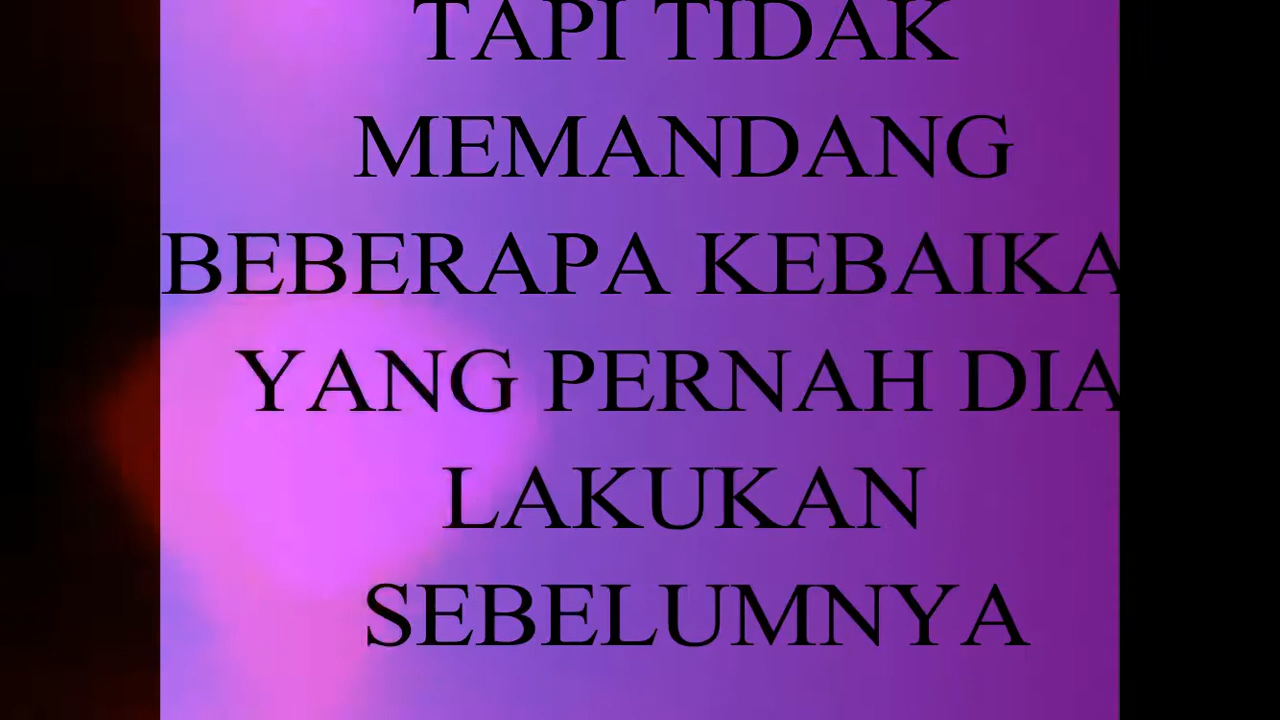 TAPI TIDAK
MEMANDANG
BEBERAPA KEBAIKA
YANG PERNAH DIA
LAKUKAN
SEBELUMNYA